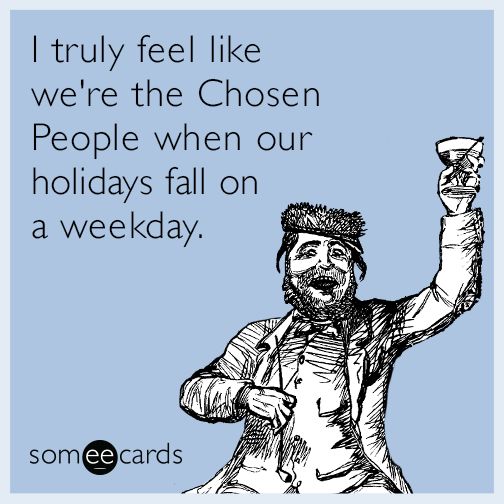 I truly feel like
we're the Chosen
People when our
holidays fall on
a weekday.
someecards